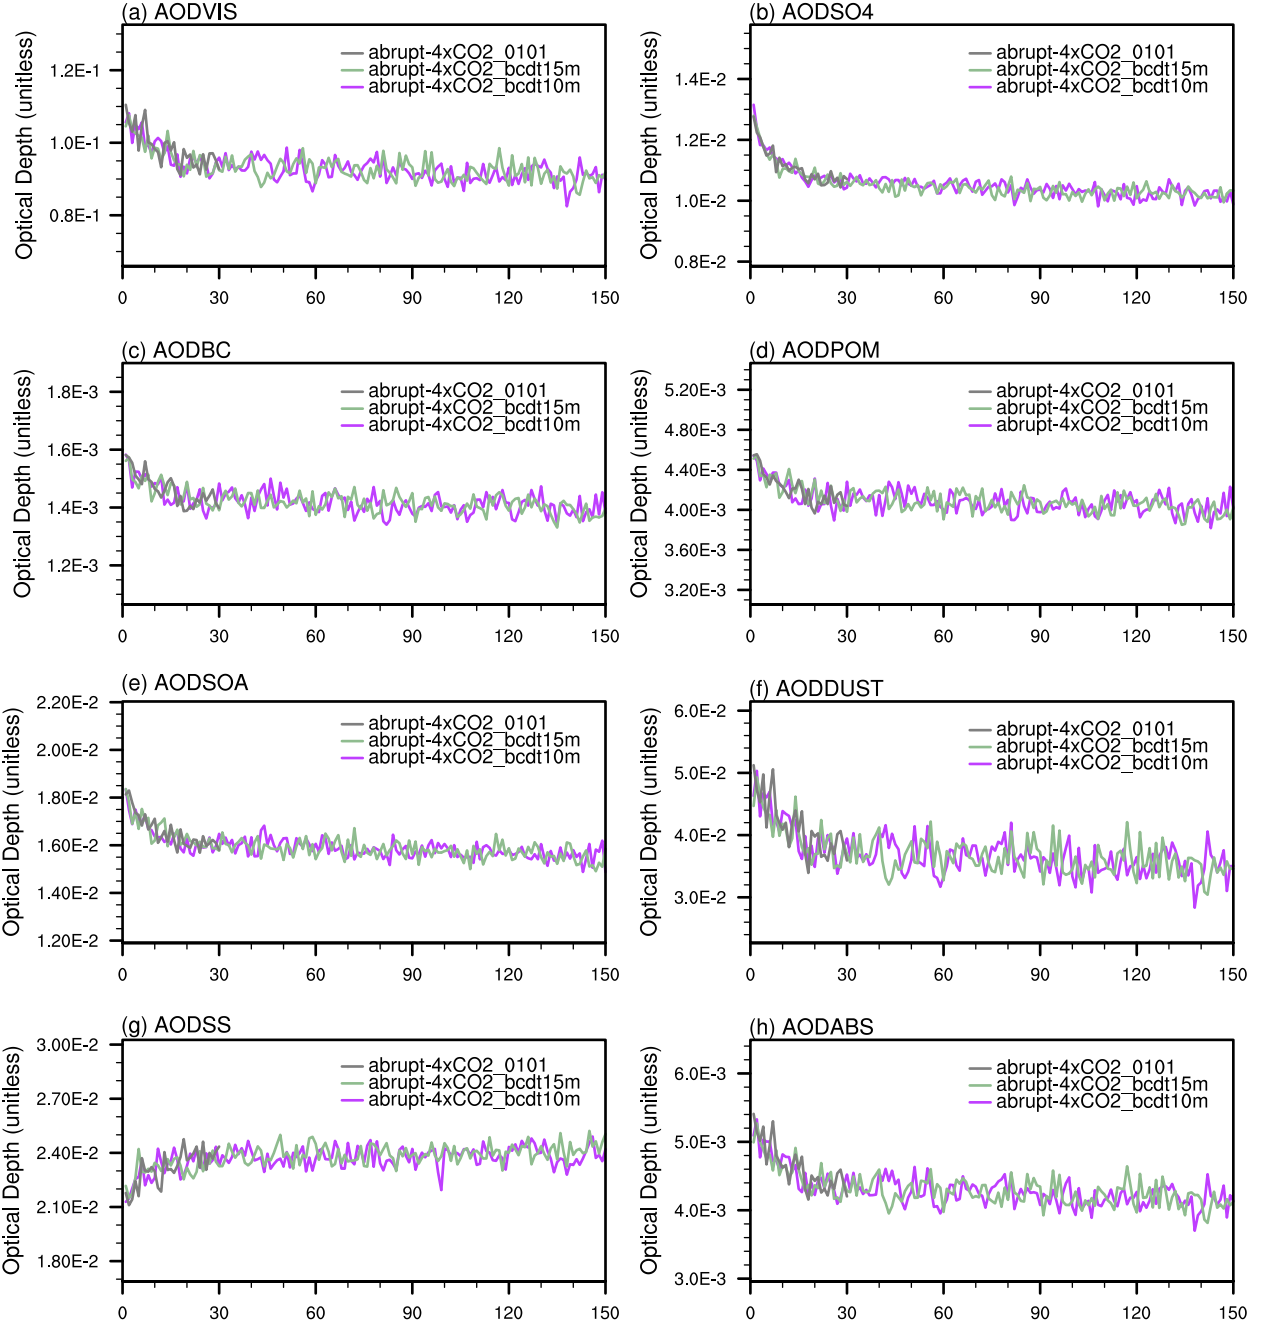 (a) AODVIS
Optical Depth (unitless)
1.2E-1
1.0E-1
0.8E-1
abrupt-4xCO2_0101
abrupt-4xCO2_bcdt15m
abrupt-4xCO2_bcdt10m
0 30 60 90 120 150
(b) AODSO4
Optical Depth (unitless)
1.4E-2
1.2E-2
1.0E-2
0.8E-2
abrupt-4xCO2_0101
abrupt-4xCO2_bcdt15m
abrupt-4xCO2_bcdt10m
0 30 60 90 120 150
(c) AODBC
Optical Depth (unitless)
1.8E-3
1.6E-3
1.4E-3
1.2E-3
abrupt-4xCO2_0101
abrupt-4xCO2_bcdt15m
abrupt-4xCO2_bcdt10m
0 30 60 90 120 150
(d) AODPOM
Optical Depth (unitless)
5.20E-3
4.80E-3
4.40E-3
4.00E-3
3.60E-3
3.20E-3
abrupt-4xCO2_0101
abrupt-4xCO2_bcdt15m
abrupt-4xCO2_bcdt10m
0 30 60 90 120 150
(e) AODSOA
Optical Depth (unitless)
2.20E-2
2.00E-2
1.80E-2
1.60E-2
1.40E-2
1.20E-2
abrupt-4xCO2_0101
abrupt-4xCO2_bcdt15m
abrupt-4xCO2_bcdt10m
0 30 60 90 120 150
(f) AODDUST
Optical Depth (unitless)
6.0E-2
5.0E-2
4.0E-2
3.0E-2
abrupt-4xCO2_0101
abrupt-4xCO2_bcdt15m
abrupt-4xCO2_bcdt10m
0 30 60 90 120 150
(g) AODSS
Optical Depth (unitless)
3.00E-2
2.70E-2
2.40E-2
2.10E-2
1.80E-2
abrupt-4xCO2_0101
abrupt-4xCO2_bcdt15m
abrupt-4xCO2_bcdt10m
0 30 60 90 120 150
(h) AODABS
Optical Depth (unitless)
6.0E-3
5.0E-3
4.0E-3
3.0E-3
abrupt-4xCO2_0101
abrupt-4xCO2_bcdt15m
abrupt-4xCO2_bcdt10m
0 30 60 90 120 150